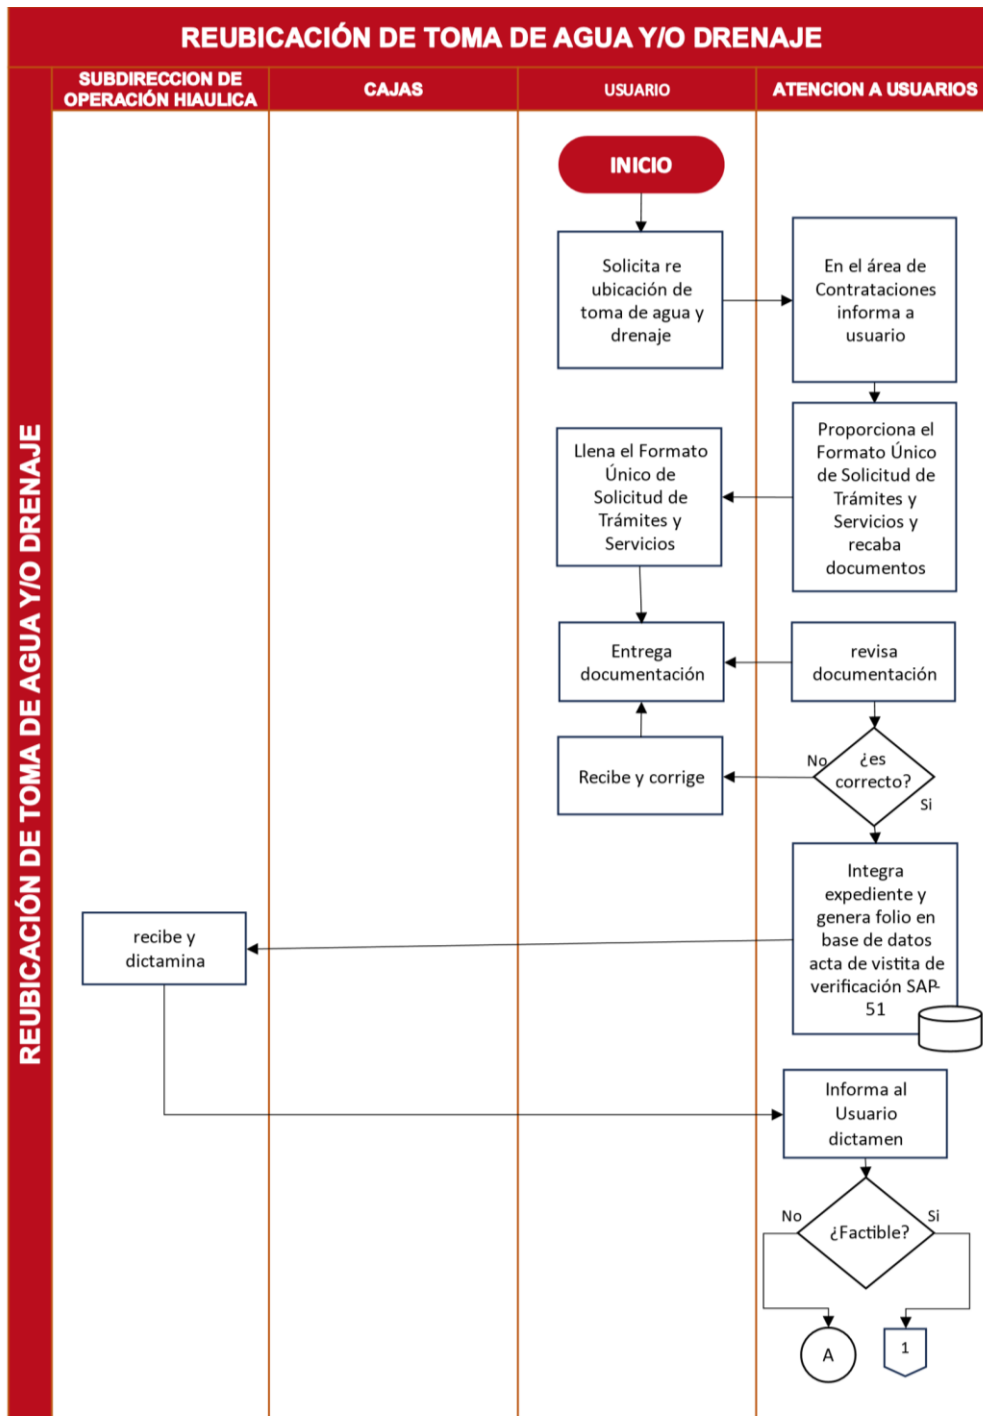 REUBICACIÓN DE TOMA DE AGUA Y/O DRENAJE
REUBICACIÓN DE TOMA DE AGUA Y/O DRENAJE
SUBDIRECCION DE
OPERACIÓN HIAULICA
CAJAS
USUARIO
ATENCION A USUARIOS
INICIO
Solicita re
ubicación de
toma de agua y
drenaje
En el área de
Contrataciones
informa a
usuario
Proporciona el
Formato Único
de Solicitud de
Trámites y
Servicios y
recaba
documentos
Llena el Formato
Único de
Solicitud de
Trámites y
Servicios
Entrega
documentación
revisa
documentación
¿es
correcto?
No
Si
Recibe y corrige
Integra
expediente y
genera folio en
base de datos
acta de vistita de
verificación SAP-
51
recibe y
dictamina
Informa al
Usuario
dictamen
¿Factible?
No
Si
A
1